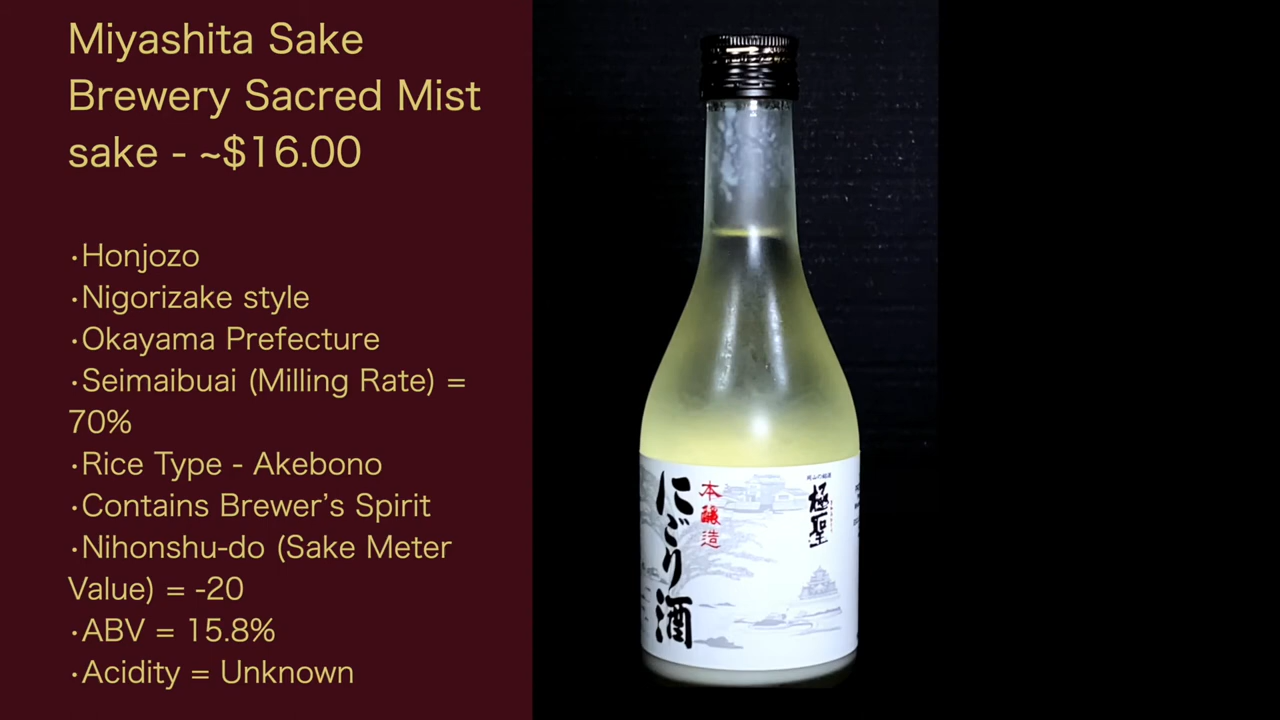 Miyashita Sake
Brewery Sacred Mist
sake - ~$16.00
•Honjozo
•Nigorizake style
•Okayama Prefecture
•Seimaibuai (Milling Rate) =
70%
•Rice Type - Akebono
•Contains Brewer’s Spirit
•Nihonshu-do (Sake Meter
Value) = -20
•ABV = 15.8%
•Acidity = Unknown
にごり酒
本醸造
極聖